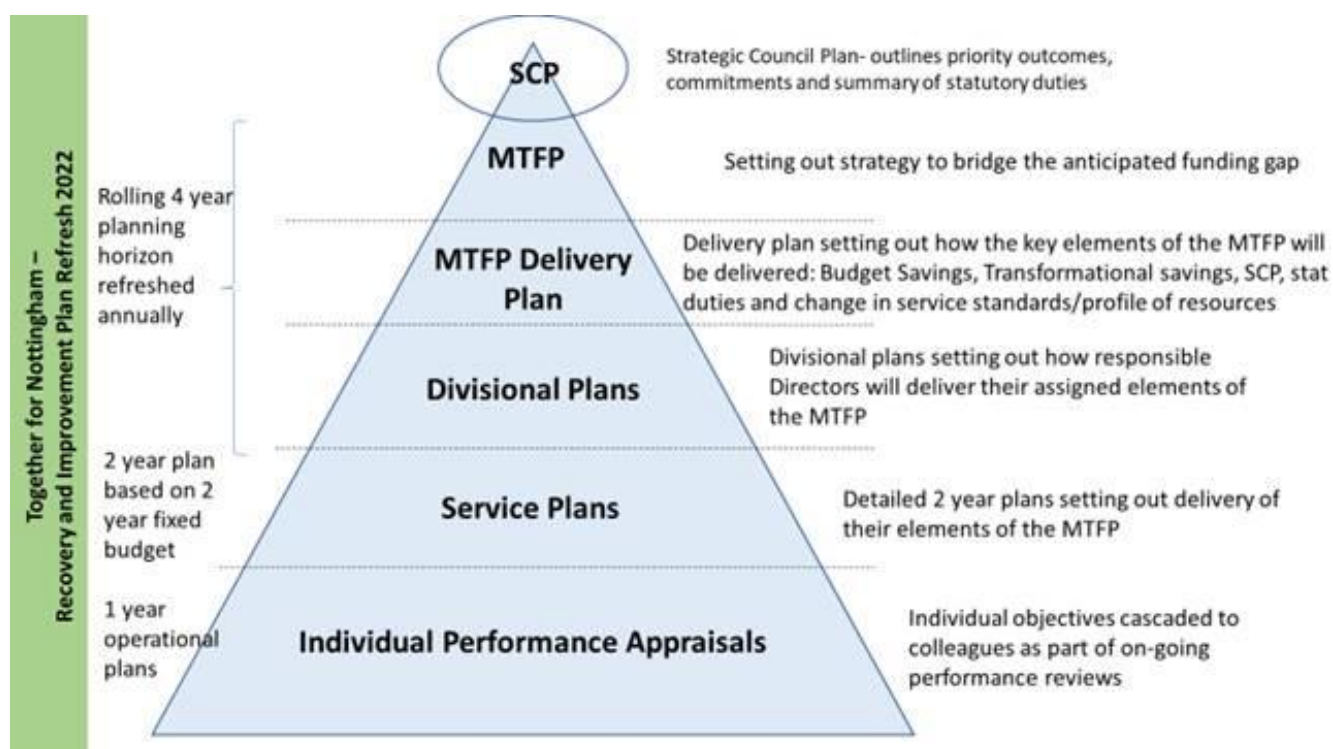 Together for Nottingham –
Recovery and Improvement Plan Refresh 2022
SCP
Strategic Council Plan- outlines priority outcomes,
commitments and summary of statutory duties
Rolling 4 year
planning
horizon
refreshed
annually
MTFP
Setting out strategy to bridge the anticipated funding gap
MTFP Delivery
Plan
Delivery plan setting out how the key elements of the MTFP will
be delivered: Budget Savings, Transformational savings, SCP, stat
duties and change in service standards/profile of resources
Divisional Plans
Divisional plans setting out how responsible
Directors will deliver their assigned elements of
the MTFP
2 year plan
based on 2
year fixed
budget
Service Plans
Detailed 2 year plans setting out delivery of
their elements of the MTFP
1 year
operational
plans
Individual Performance Appraisals
Individual objectives cascaded to
colleagues as part of on-going
performance reviews